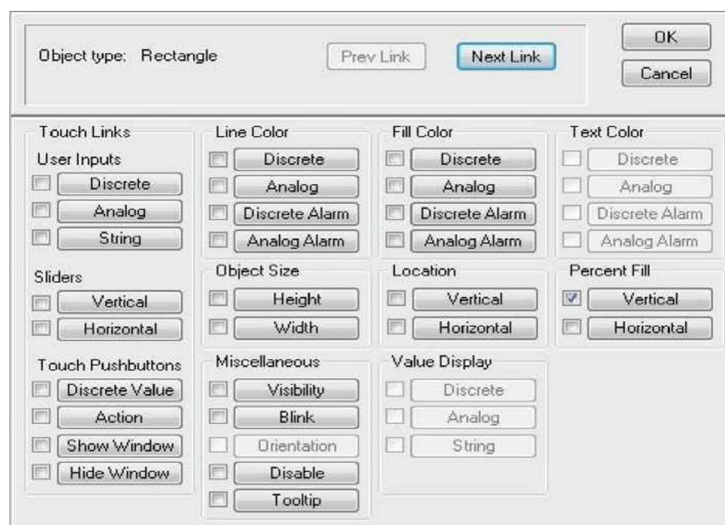 Object type: Rectangle
Prev Link
Next Link
OK
Cancel
Touch Links
User Inputs
Discrete
Analog
String
Sliders
Vertical
Horizontal
Touch Pushbuttons
Discrete Value
Action
Show Window
Hide Window
Line Color
Discrete
Analog
Discrete Alarm
Analog Alarm
Object Size
Height
Width
Miscellaneous
Visibility
Blink
Orientation
Disable
Tooltip
Fill Color
Discrete
Analog
Discrete Alarm
Analog Alarm
Location
Vertical
Horizontal
Value Display
Discrete
Analog
String
Text Color
Discrete
Analog
Discrete Alarm
Analog Alarm
Percent Fill
Vertical
Horizontal